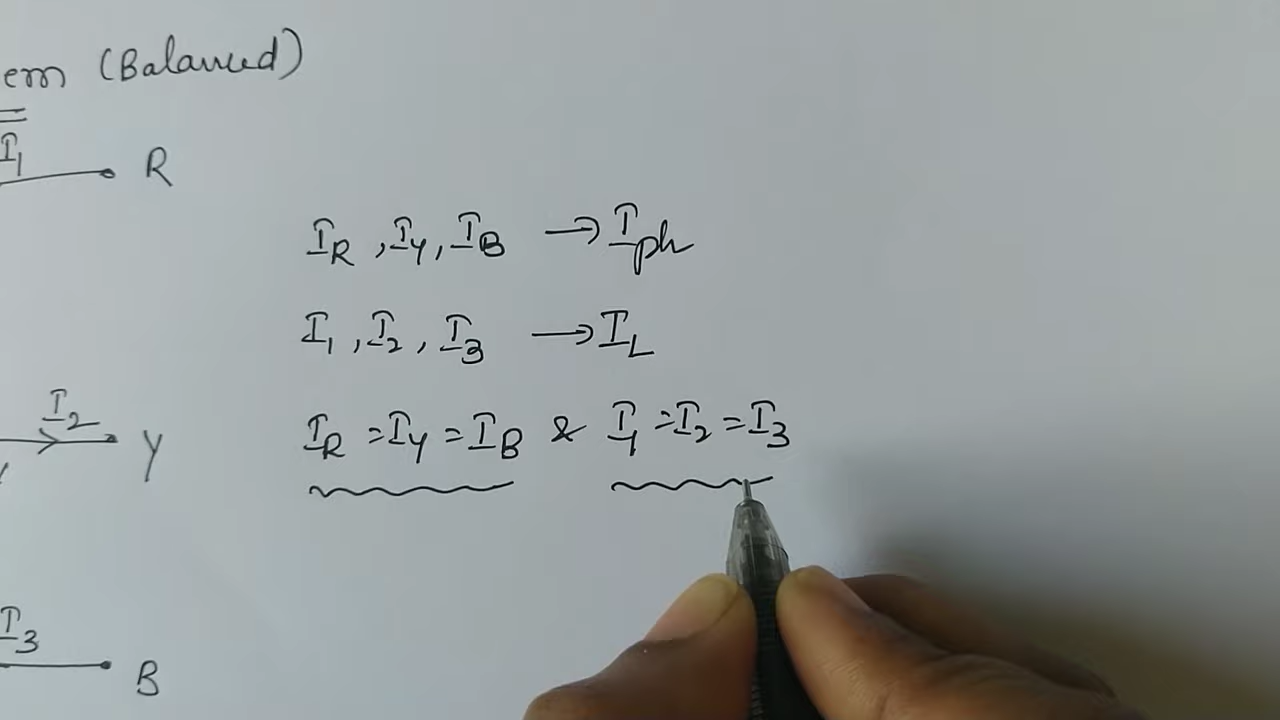 em (Balanced)
I1
R
IR , IY, IB → Iph
I1 , I2 , I3 → IL
I2
Y
IR = IY = IB & I1 = I2 = I3
I3
B